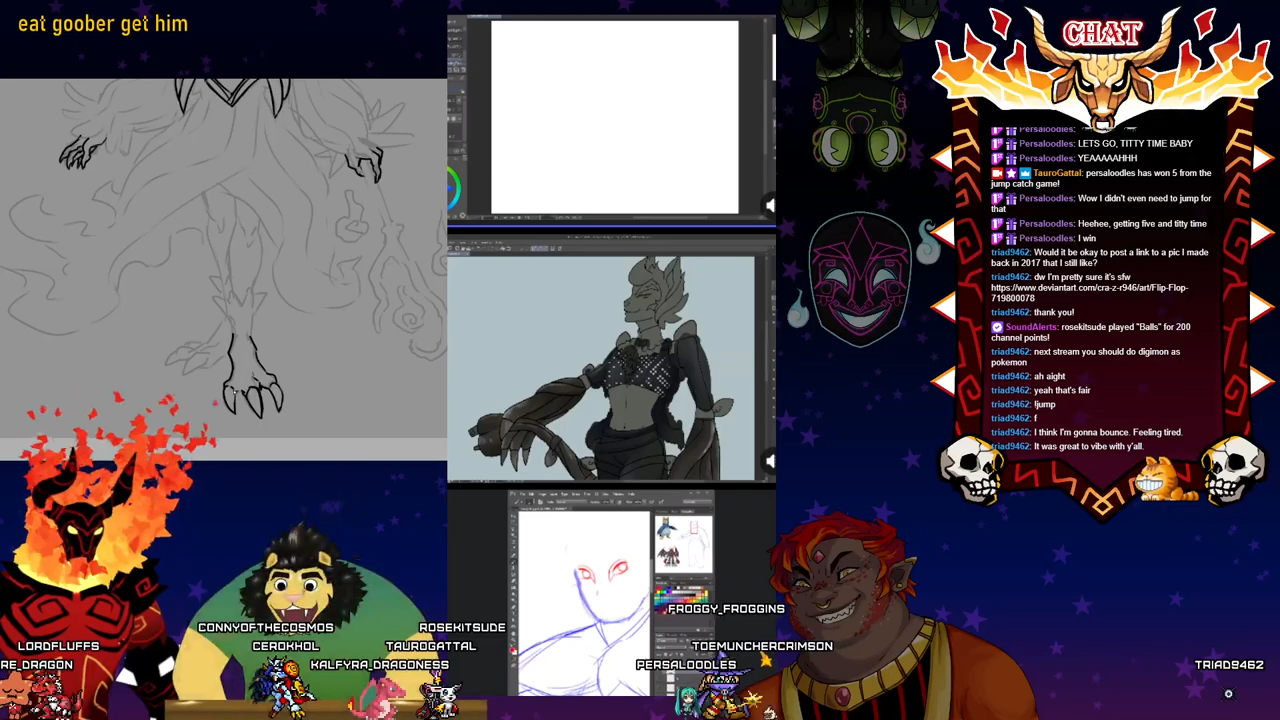 eat goober get him
CHAT
Persaloodles:
Persaloodles: LETS GO, TITTY TIME BABY
Persaloodles: YEAAAAAHHH
TauroGattal: persaloodles has won 5 from the
jump catch game!
Persaloodles: Wow I didn't even need to jump for
that
Persaloodles: Heehee, getting five and titty time
Persaloodles: I win
triad9462: Would it be okay to post a link to a pic I made
back in 2017 that I still like?
triad9462: dw I'm pretty sure it's sfw
https://www.deviantart.com/cra-z-r946/art/Flip-Flop-
719800078
triad9462: thank you!
SoundAlerts: rosekitsude played "Balls" for 200
channel points!
triad9462: next stream you should do digimon as
pokemon
triad9462: ah aight
triad9462: yeah that's fair
triad9462: !jump
triad9462: f
triad9462: I think I'm gonna bounce. Feeling tired.
triad9462: It was great to vibe with y'all.
FROGGY_FROGGINS
CONNYOFTHECOSMOS
ROSEKITSUDE
LORDFLUFFS
CEROKHOL
TAUROGATTAL
TOEMUNCHERCRIMSON
RE_DRAGON
KALFYRA_DRAGONESS
PERSALOODLES
TRIAD9462